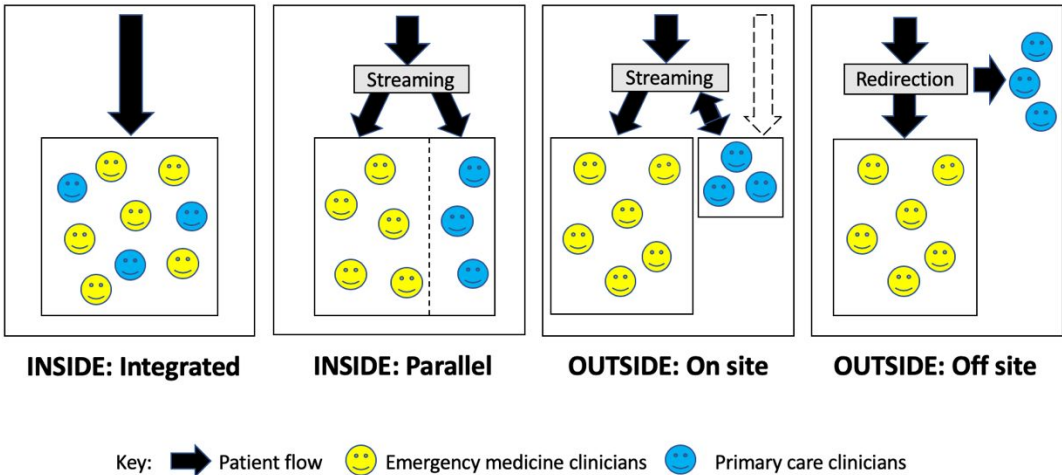 Streaming
Streaming
Redirection
INSIDE: Integrated
INSIDE: Parallel
OUTSIDE: On site
OUTSIDE: Off site
Key: Patient flow Emergency medicine clinicians Primary care clinicians